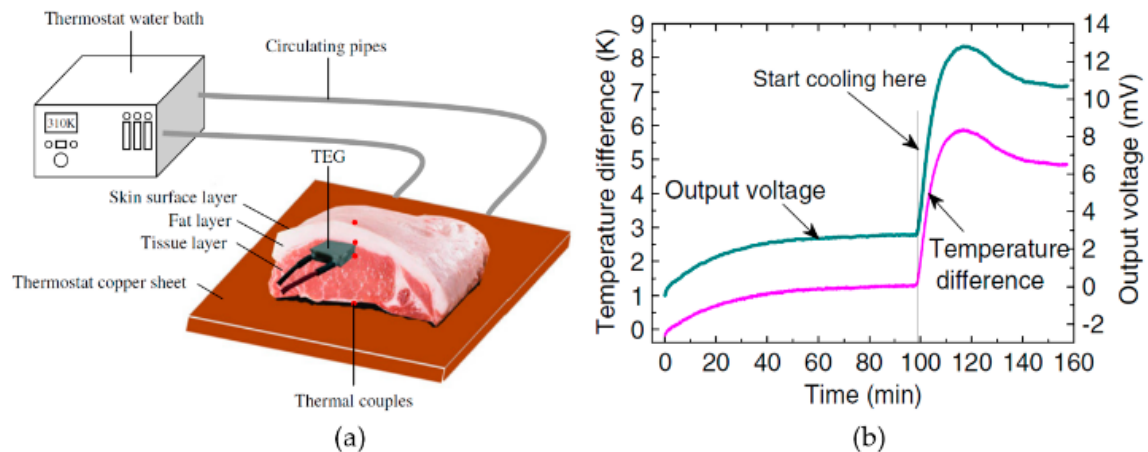 Thermostat water bath
Circulating pipes
310K
TEG
Skin surface layer
Fat layer
Tissue layer
Thermostat copper sheet
Thermal couples
(a)
Temperature difference (K)
9
8
7
6
5
4
3
2
1
0
Start cooling here
Output voltage
Temperature
difference
14
12
10
8
6
4
2
0
-2
Output voltage (mV)
0 20 40 60 80 100 120 140 160
Time (min)
(b)